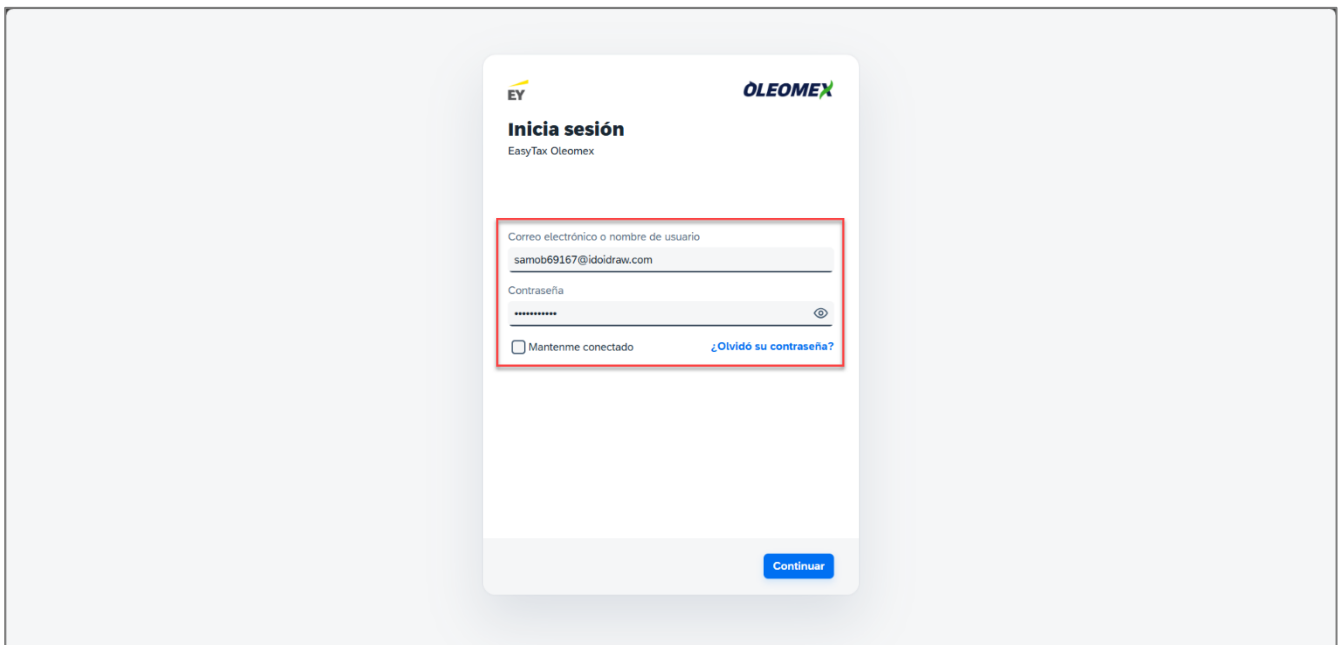 EY
ÒLEOMEX
Inicia sesión
EasyTax Oleomex
Correo electrónico o nombre de usuario
samob69167@idoidraw.com
Contraseña
•••••••••••
Mantenme conectado
¿Olvidó su contraseña?
Continuar